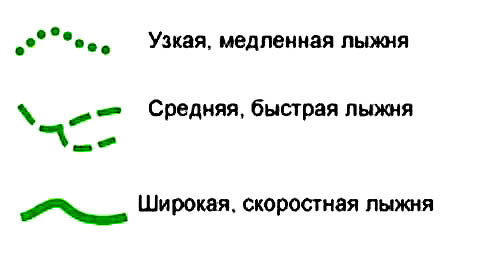 Узкая, медленная лыжня
Средняя, быстрая лыжня
Широкая, скоростная лыжня